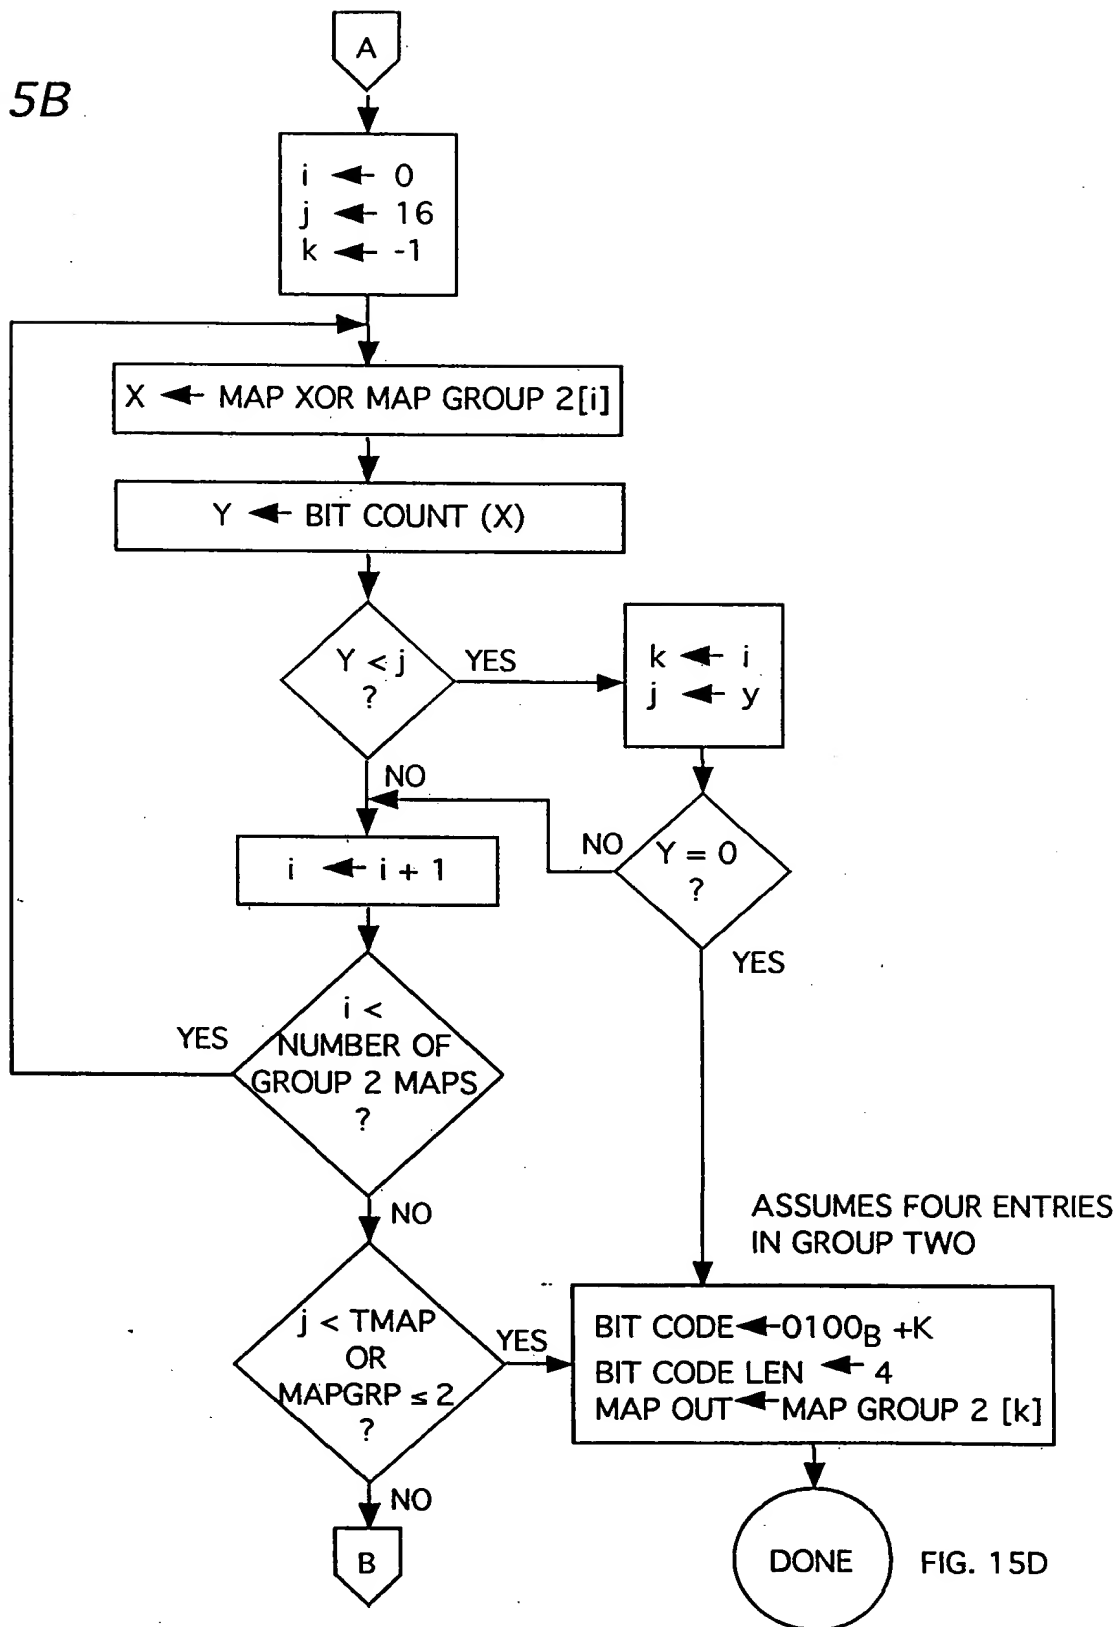 A
5B
i ← 0
j ← 16
k ← -1
X ← MAP XOR MAP GROUP 2[i]
Y ← BIT COUNT (X)
Y < j
?
YES
k ← i
j ← y
NO
Y = 0
?
NO
YES
i ← i + 1
i <
NUMBER OF
GROUP 2 MAPS
?
YES
NO
ASSUMES FOUR ENTRIES
IN GROUP TWO
j < TMAP
OR
MAPGRP ≤ 2
?
YES
NO
BIT CODE ← 0100B +K
BIT CODE LEN ← 4
MAP OUT ← MAP GROUP 2 [k]
B
DONE
FIG. 15D